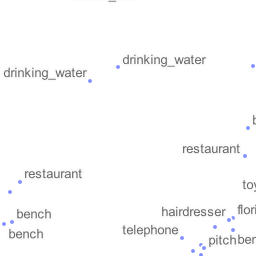 drinking_water
drinking_water
restaurant
restaurant
hairdresser
telephone
pitch
bench
bench